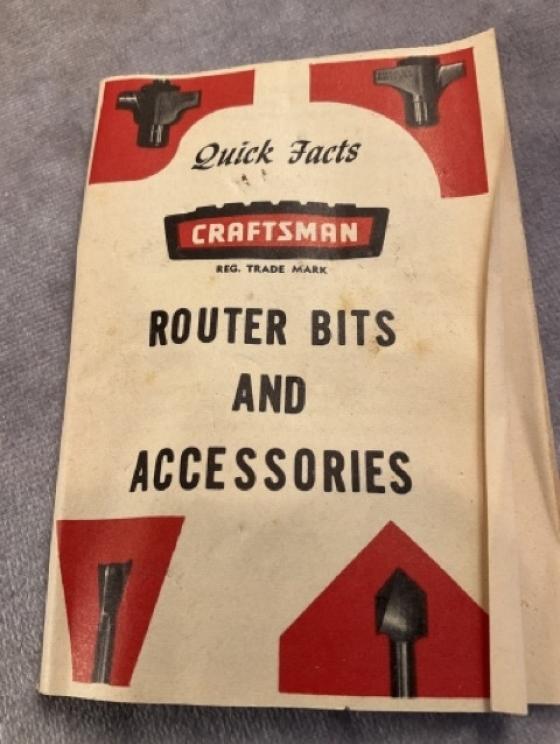 Quick Facts
CRAFTSMAN
REG. TRADE MARK
ROUTER BITS
AND
ACCESSORIES